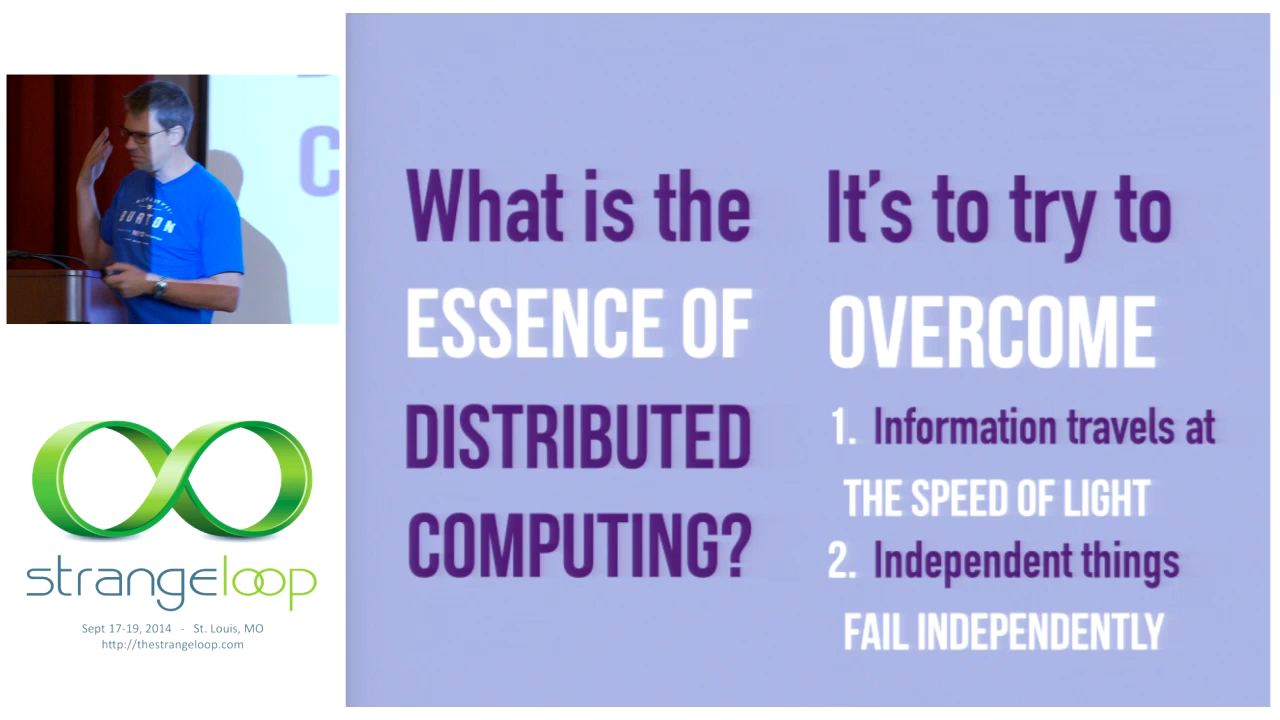 BURTON
C
What is the
ESSENCE OF
DISTRIBUTED
COMPUTING?
It's to try to
OVERCOME
1. Information travels at
THE SPEED OF LIGHT
2. Independent things
FAIL INDEPENDENTLY
strangeloop
Sept 17-19, 2014 - St. Louis, MO
http://thestrangeloop.com